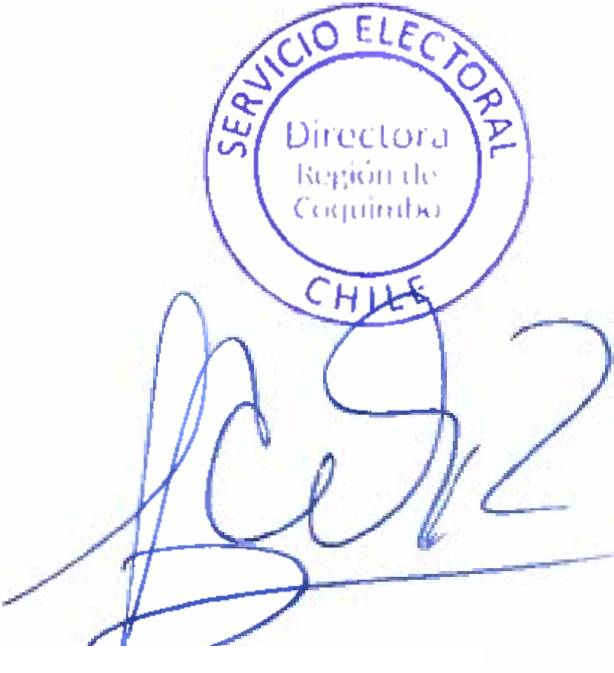 SERVICIO ELECTORAL
Directora
Región de
Coquimbo
CHILE